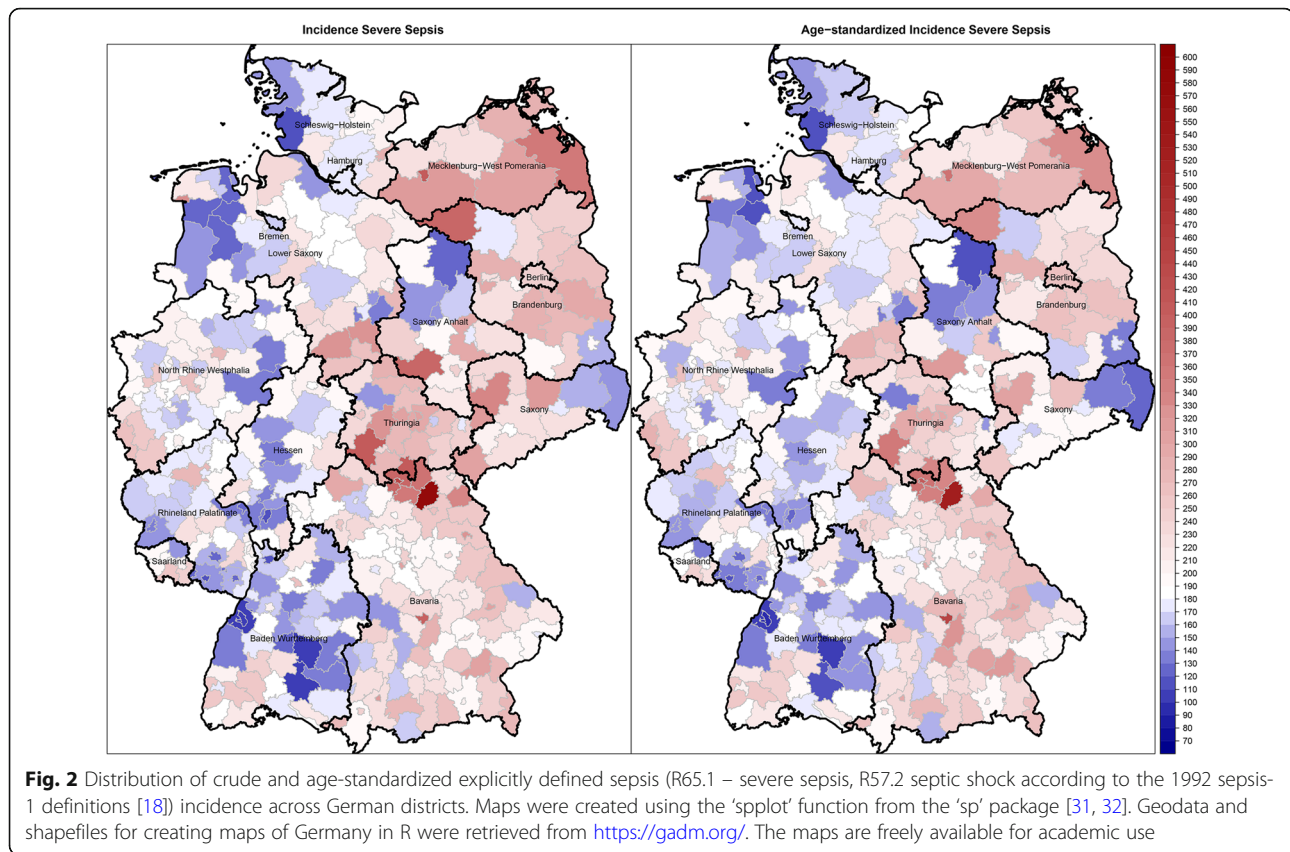 Incidence Severe Sepsis
Age−standardized Incidence Severe Sepsis
Schleswig−Holstein
Hamburg
Mecklenburg−West Pomerania
Bremen
Lower Saxony
Berlin
Brandenburg
Saxony Anhalt
North Rhine Westphalia
Saxony
Thuringia
Hessen
Rhineland Palatinate
Saarland
Bavaria
Baden Wurttemberg
Schleswig−Holstein
Hamburg
Mecklenburg−West Pomerania
Bremen
Lower Saxony
Berlin
Brandenburg
Saxony Anhalt
North Rhine Westphalia
Saxony
Thuringia
Hessen
Rhineland Palatinate
Saarland
Bavaria
Baden Wurttemberg
600
590
580
570
560
550
540
530
520
510
500
490
480
470
460
450
440
430
420
410
400
390
380
370
360
350
340
330
320
310
300
290
280
270
260
250
240
230
220
210
200
190
180
170
160
150
140
130
120
110
100
90
80
70
Fig. 2 Distribution of crude and age-standardized explicitly defined sepsis (R65.1 – severe sepsis, R57.2 septic shock according to the 1992 sepsis-
1 definitions [18]) incidence across German districts. Maps were created using the ‘spplot’ function from the ‘sp’ package [31, 32]. Geodata and
shapefiles for creating maps of Germany in R were retrieved from https://gadm.org/. The maps are freely available for academic use